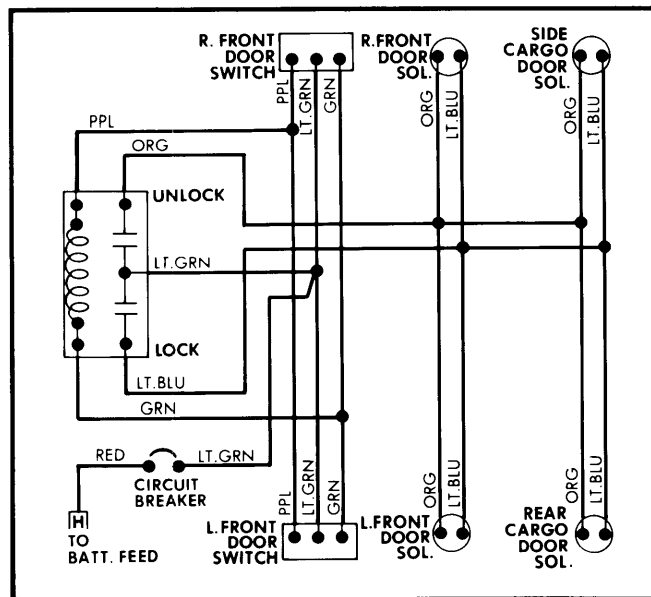 R. FRONT
DOOR
SWITCH
R.FRONT
DOOR
SOL.
SIDE
CARGO
DOOR
SOL.
PPL
LT.GRN
GRN
ORG
LT.BLU
ORG
LT.BLU
PPL
ORG
UNLOCK
LT.GRN
LOCK
LT.BLU
GRN
RED
LT.GRN
CIRCUIT
BREAKER
H
TO
BATT. FEED
PPL
LT.GRN
GRN
ORG
LT.BLU
ORG
LT.BLU
L.FRONT
DOOR
SWITCH
L.FRONT
DOOR
SOL.
REAR
CARGO
DOOR
SOL.